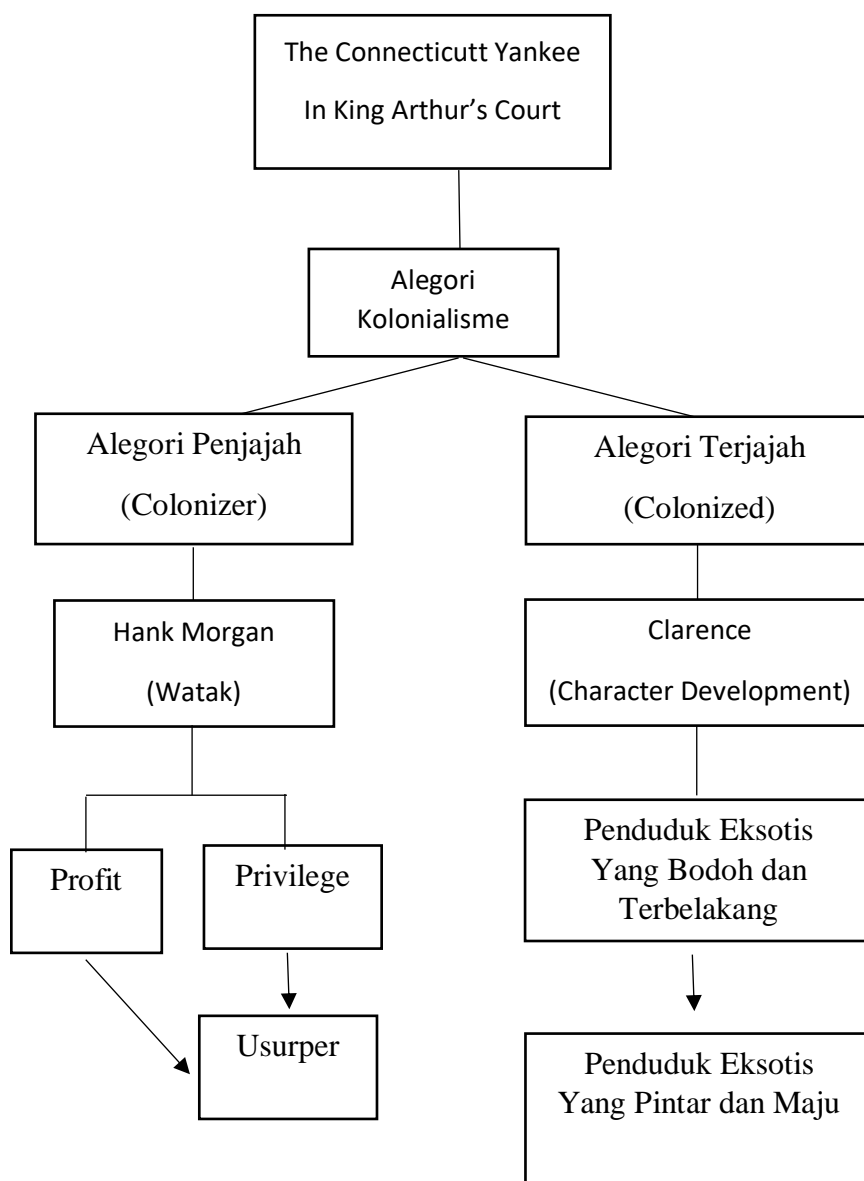 The Connecticutt Yankee
In King Arthur’s Court
Alegori
Kolonialisme
Alegori Penjajah
(Colonizer)
Alegori Terjajah
(Colonized)
Hank Morgan
(Watak)
Clarence
(Character Development)
Profit
Privilege
Penduduk Eksotis
Yang Bodoh dan
Terbelakang
Usurper
Penduduk Eksotis
Yang Pintar dan Maju